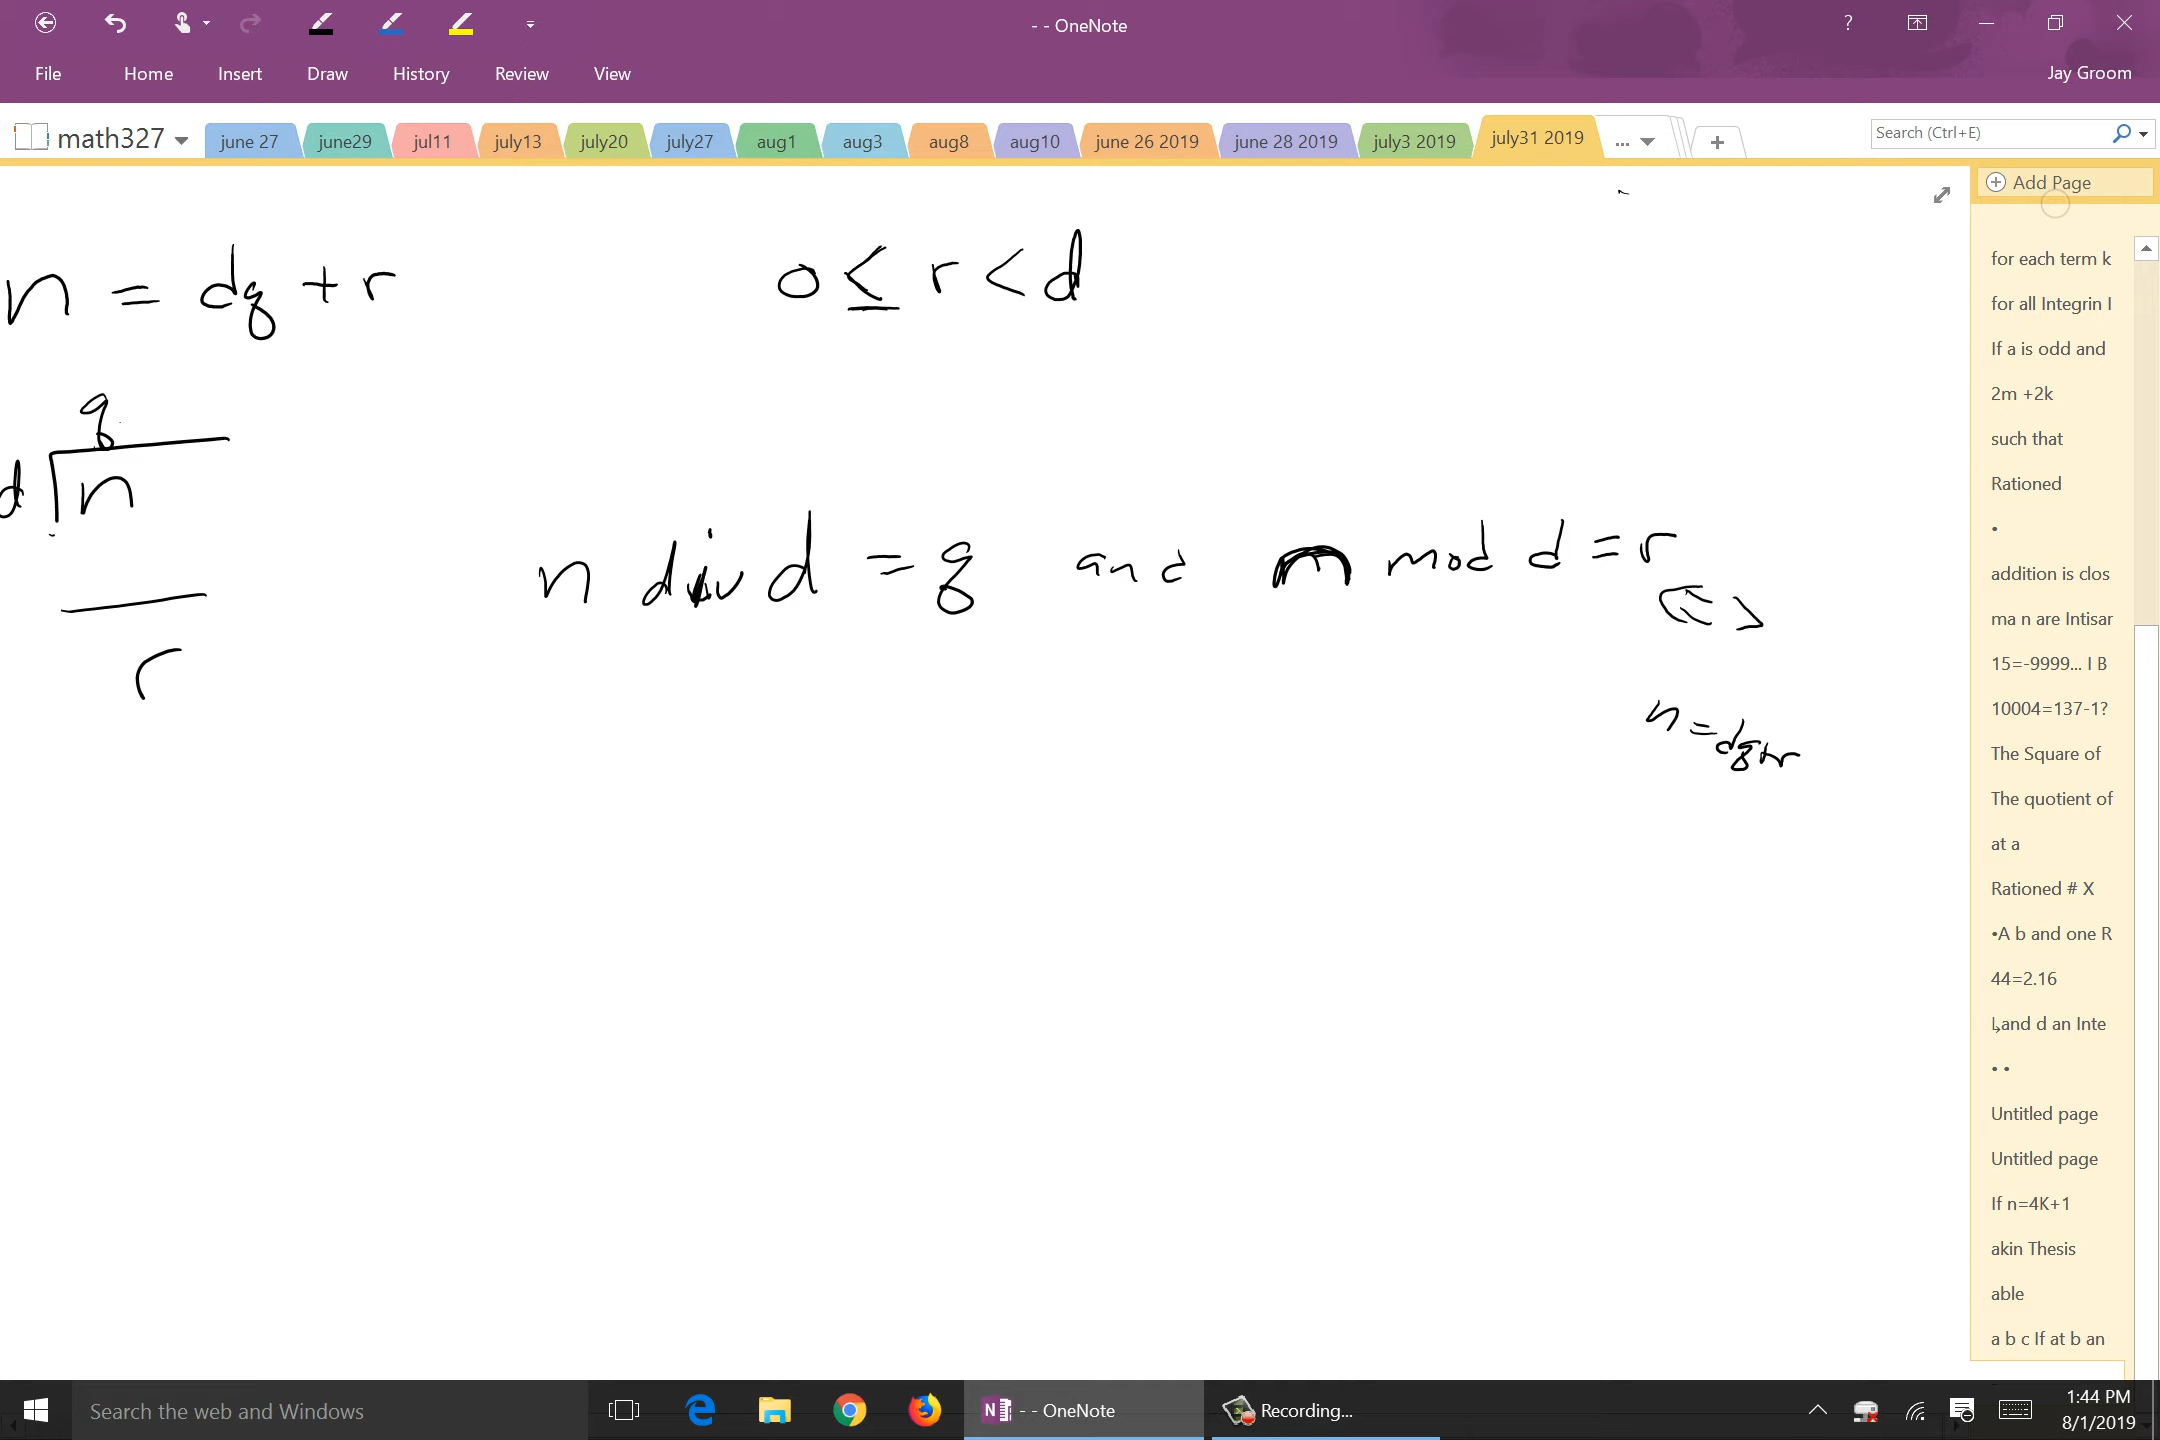 - - OneNote
?
File Home Insert Draw History Review View
Jay Groom
math327
june 27 june29 jul11 july13 july20 july27 aug1 aug3 aug8 aug10 june 26 2019 june 28 2019 july3 2019 july31 2019 ...
Search (Ctrl+E)
Add Page
n = dq + r
0 ≤ r < d
q
d n
r
n div d = q and n mod d = r
<=>
n = dq+r
for each term k
for all Integrin I
If a is odd and
2m +2k
such that
Rationed
•
addition is clos
ma n are Intisar
15=-9999... I B
10004=137-1?
The Square of
The quotient of
at a
Rationed # X
•A b and one R
44=2.16
and d an Inte
• •
Untitled page
Untitled page
If n=4K+1
akin Thesis
able
a b c If at b an
Search the web and Windows
N - - OneNote
Recording...
1:44 PM
8/1/2019